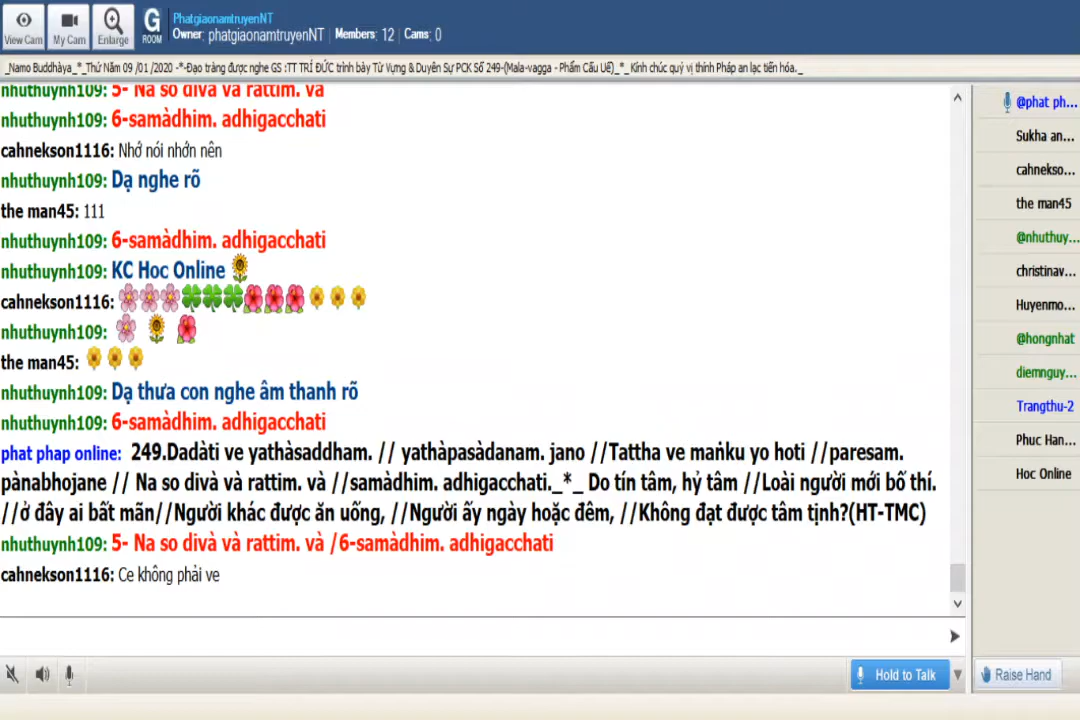 PhatgiaonamtruyenNT
View Cam My Cam Enlarge G ROOM Owner: phatgiaonamtruyenNT Members: 12 Cams: 0
_Namo Buddhàya_*_Thứ Năm 09 /01 /2020 -*-Đạo tràng được nghe GS :TT TRÍ ĐỨC trình bày Từ Vựng & Duyên Sự PCK Số 249-(Mala-vagga - Phẩm Cấu Uế)_*_ Kính chúc quý vị thính Pháp an lạc tiến hóa._
nhuthuynh109: 5- Na so divà và rattim. và
nhuthuynh109: 6-samàdhim. adhigacchati
cahnekson1116: Nhớ nói nhớn nên
nhuthuynh109: Dạ nghe rõ
the man45: 111
nhuthuynh109: 6-samàdhim. adhigacchati
nhuthuynh109: KC Hoc Online
cahnekson1116:
nhuthuynh109:
the man45:
nhuthuynh109: Dạ thưa con nghe âm thanh rõ
nhuthuynh109: 6-samàdhim. adhigacchati
phat phap online: 249.Dadàti ve yathàsaddham. // yathàpasàdanam. jano //Tattha ve maṅku yo hoti //paresam.
pànabhojane // Na so divà và rattim. và //samàdhim. adhigacchati._*_ Do tín tâm, hỷ tâm //Loài người mới bố thí.
//ở đây ai bất mãn//Người khác được ăn uống, //Người ấy ngày hoặc đêm, //Không đạt được tâm tịnh?(HT-TMC)
nhuthuynh109: 5- Na so divà và rattim. và /6-samàdhim. adhigacchati
cahnekson1116: Ce không phải ve
@phat ph...
Sukha an...
cahnekso...
the man45
@nhuthuy...
christinav...
Huyenmo...
@hongnhat
diemnguy...
Trangthu-2
Phuc Han...
Hoc Online
Hold to Talk
Raise Hand